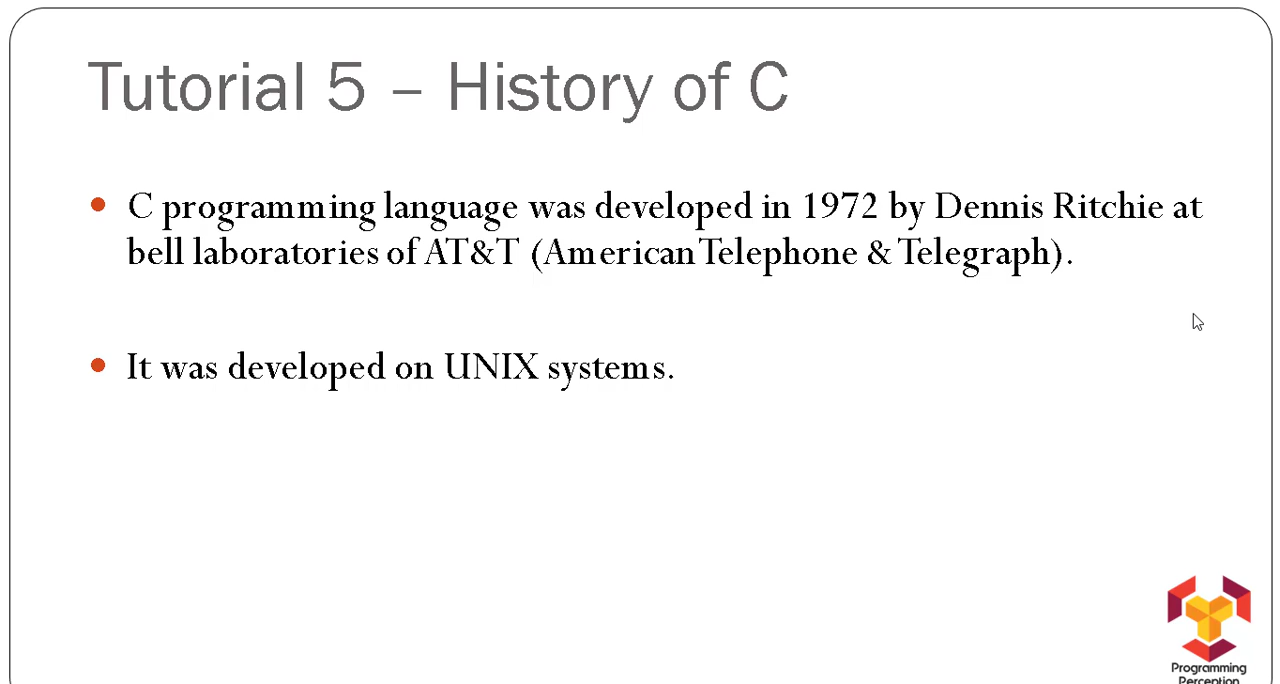 Tutorial 5 – History of C
C programming language was developed in 1972 by Dennis Ritchie at
bell laboratories of AT&T (American Telephone & Telegraph).
It was developed on UNIX systems.
Programming
Perception